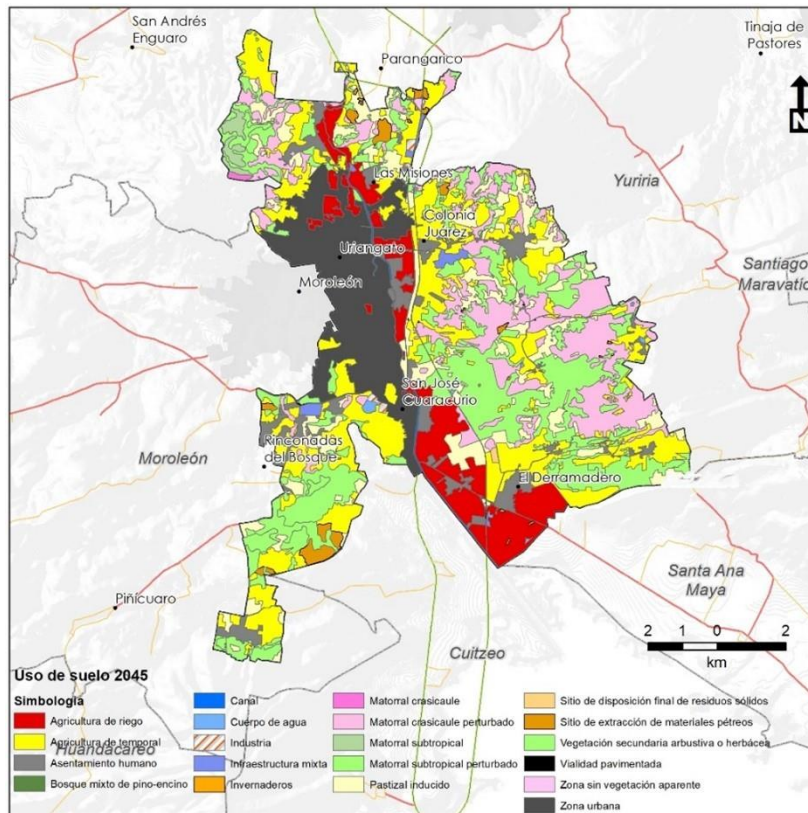 San Andrés
Enguaro
Tinaja de
Pastores
Parangarico
N
Las Misiones
Yuriria
Colonia
Juárez
Uriangato
Santiago
Maravatío
Moroleón
San José
Cuaracurio
Rinconadas
del Bosque
Moroleón
El Derramadero
Santa Ana
Maya
Piñícuaro
2 1 0 2
km
Cuitzeo
Huandacareo
Uso de suelo 2045
Simbología
Agricultura de riego
Agricultura de temporal
Asentamiento humano
Bosque mixto de pino-encino
Canal
Cuerpo de agua
Industria
Infraestructura mixta
Invernaderos
Matorral crasicaule
Matorral crasicaule perturbado
Matorral subtropical
Matorral subtropical perturbado
Pastizal inducido
Sitio de disposición final de residuos sólidos
Sitio de extracción de materiales pétreos
Vegetación secundaria arbustiva o herbácea
Vialidad pavimentada
Zona sin vegetación aparente
Zona urbana